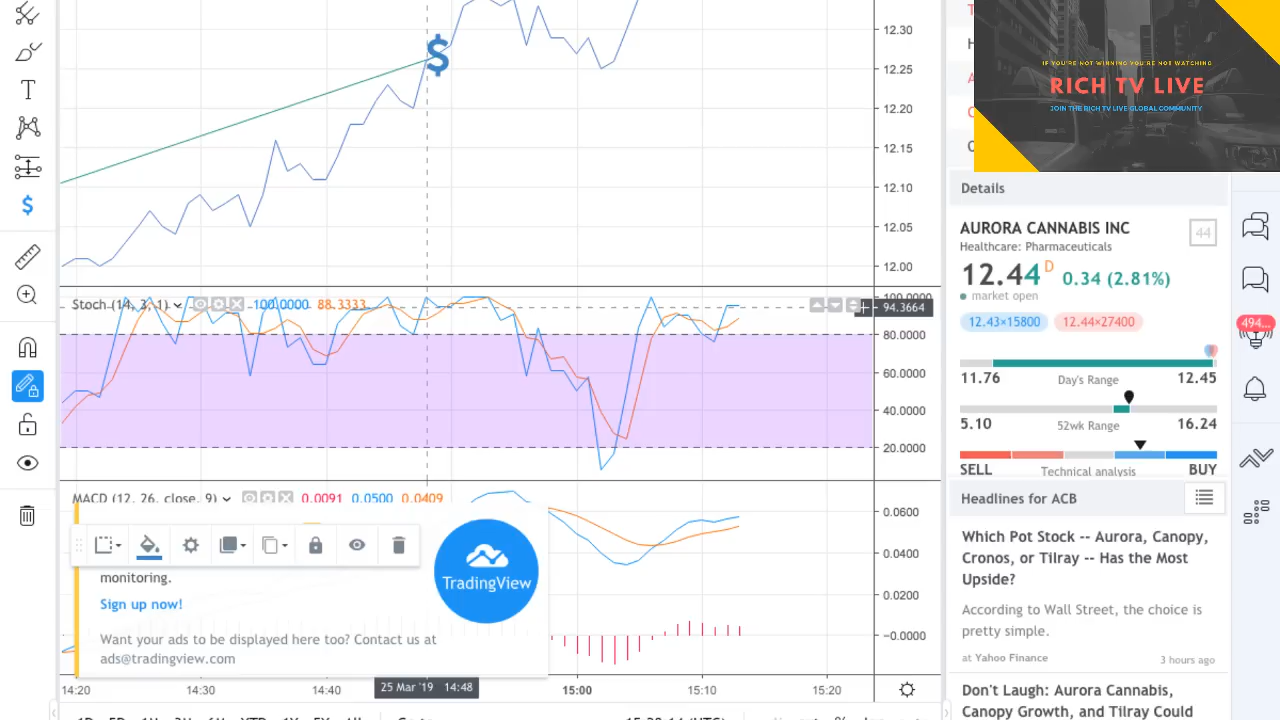 12.30
12.25
12.20
12.15
12.10
12.05
12.00
Stoch (14, 3, 1) 100.0000 88.3333
100.0000
94.3664
80.0000
60.0000
40.0000
20.0000
MACD (12, 26, close, 9) 0.0091 0.0500 0.0409
0.0600
0.0400
0.0200
−0.0000
monitoring.
Sign up now!
Want your ads to be displayed here too? Contact us at
ads@tradingview.com
TradingView
14:20 14:30 14:40 25 Mar '19 14:48 15:00 15:10 15:20
IF YOU'RE NOT WINNING YOU'RE NOT WATCHING
RICH TV LIVE
JOIN THE RICH TV LIVE GLOBAL COMMUNITY
Details
AURORA CANNABIS INC
44
Healthcare: Pharmaceuticals
12.44 D 0.34 (2.81%)
market open
12.43×15800 12.44×27400
11.76 Day's Range 12.45
5.10 52wk Range 16.24
SELL Technical analysis BUY
Headlines for ACB
Which Pot Stock -- Aurora, Canopy,
Cronos, or Tilray -- Has the Most
Upside?
According to Wall Street, the choice is
pretty simple.
at Yahoo Finance 3 hours ago
Don't Laugh: Aurora Cannabis,
Canopy Growth, and Tilray Could
494...